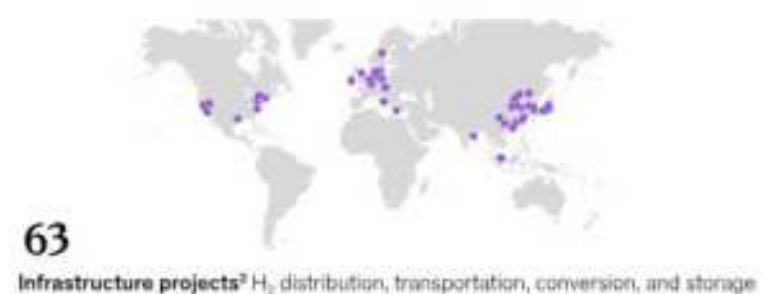 63
Infrastructure projects² H₂ distribution, transportation, conversion, and storage